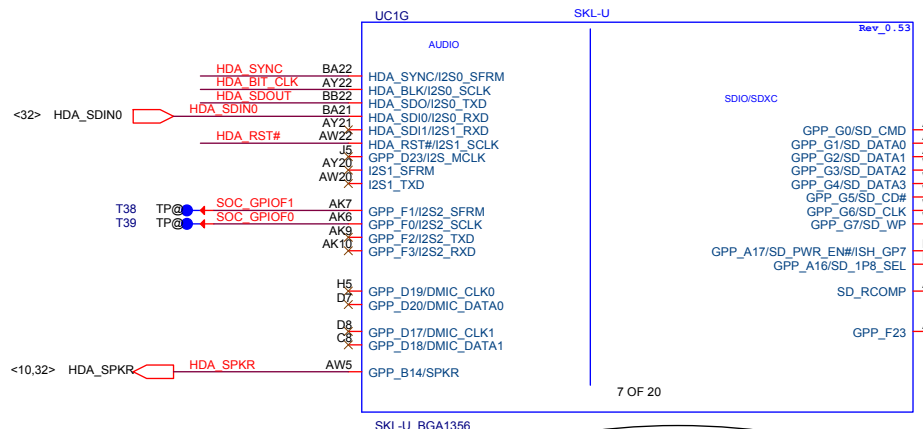 UC1G SKL-U
Rev_0.53
AUDIO
SDIO/SDXC
HDA_SYNC BA22 HDA_SYNC/I2S0_SFRM
HDA_BIT_CLK AY22 HDA_BLK/I2S0_SCLK
HDA_SDOUT BB22 HDA_SDO/I2S0_TXD
<32> HDA_SDIN0 HDA_SDIN0 BA21 HDA_SDI0/I2S0_RXD
AY21 HDA_SDI1/I2S1_RXD GPP_G0/SD_CMD
HDA_RST# AW22 HDA_RST#/I2S1_SCLK GPP_G1/SD_DATA0
J5 GPP_D23/I2S_MCLK GPP_G2/SD_DATA1
AY20 I2S1_SFRM GPP_G3/SD_DATA2
AW20 I2S1_TXD GPP_G4/SD_DATA3
GPP_G5/SD_CD#
T38 TP@ SOC_GPIOF1 AK7 GPP_F1/I2S2_SFRM GPP_G6/SD_CLK
T39 TP@ SOC_GPIOF0 AK6 GPP_F0/I2S2_SCLK GPP_G7/SD_WP
AK9 GPP_F2/I2S2_TXD
AK10 GPP_F3/I2S2_RXD GPP_A17/SD_PWR_EN#/ISH_GP7
GPP_A16/SD_1P8_SEL
H5 GPP_D19/DMIC_CLK0 SD_RCOMP
D7 GPP_D20/DMIC_DATA0
D8 GPP_D17/DMIC_CLK1 GPP_F23
C8 GPP_D18/DMIC_DATA1
<10,32> HDA_SPKR HDA_SPKR AW5 GPP_B14/SPKR
7 OF 20
SKL-U_BGA1356